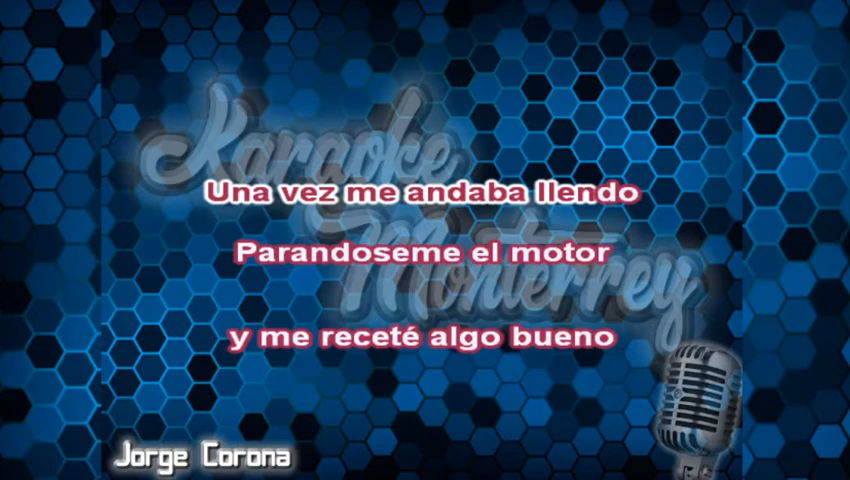 Karaoke
Una vez me andaba llendo
Parandoseme el motor
Monterrey
y me receté algo bueno
Jorge Corona